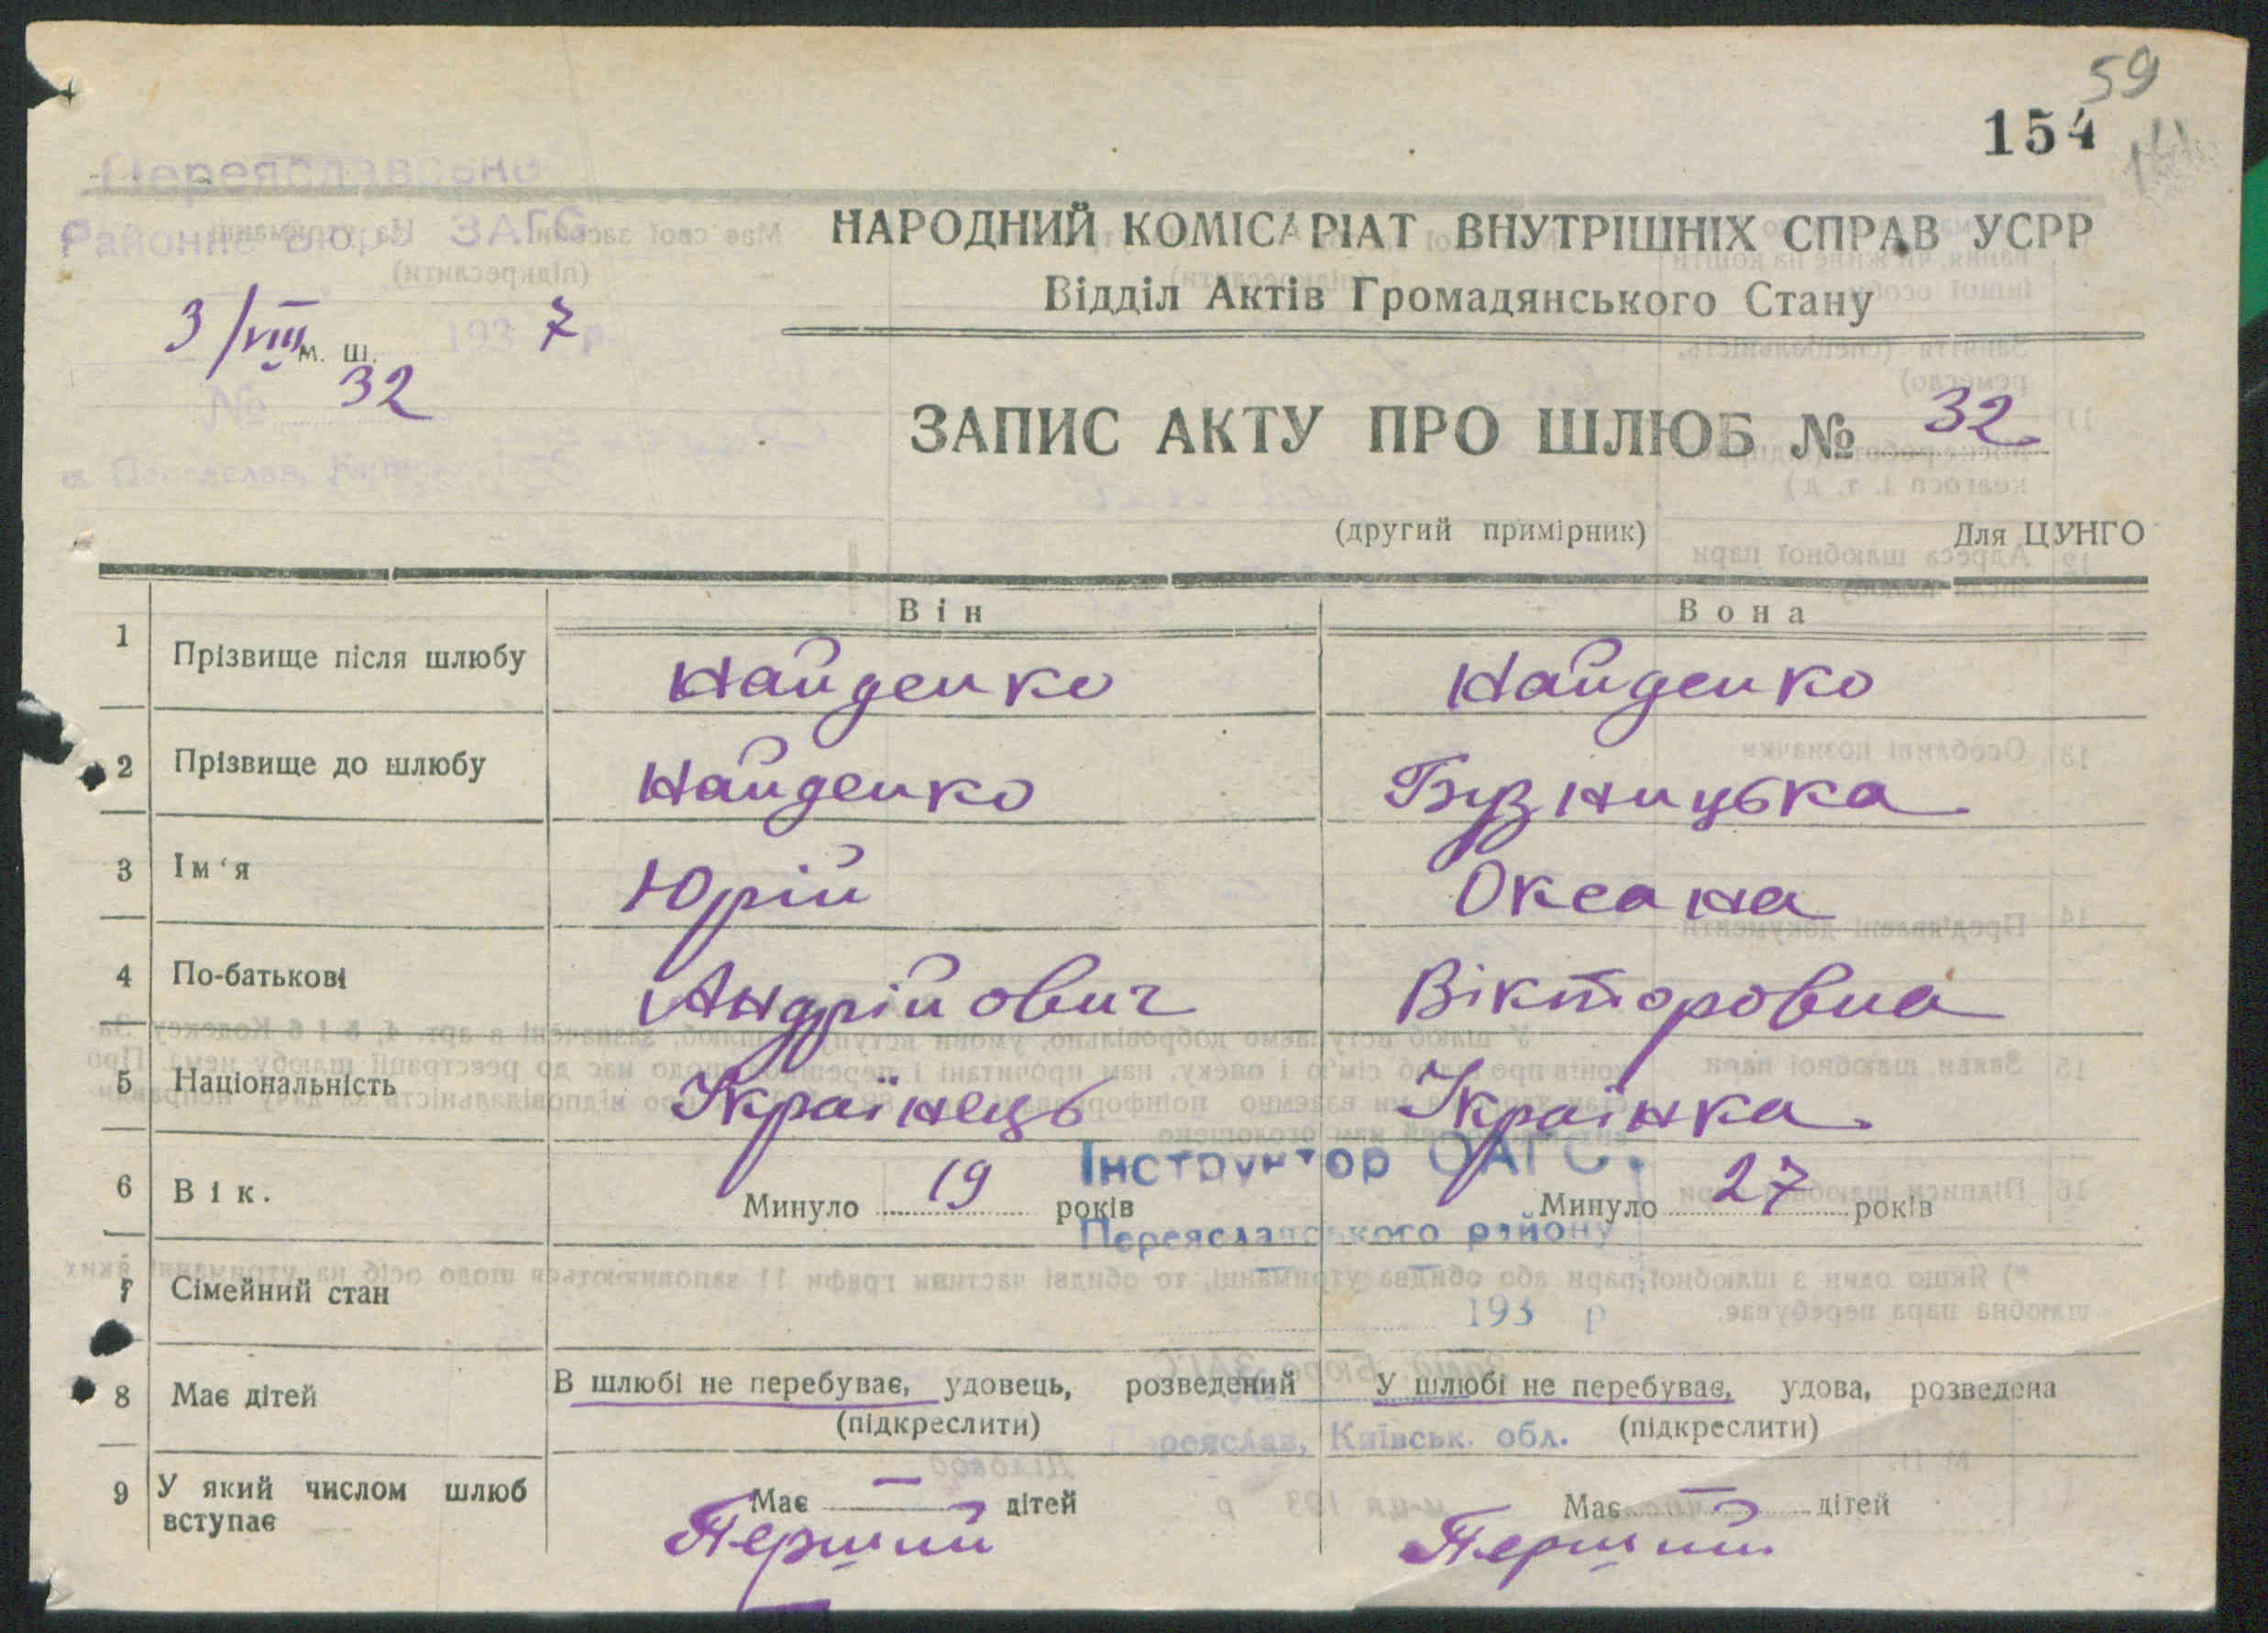 59
154
Переяславське
Районне Бюро ЗАГС
НАРОДНИЙ КОМІСАРІАТ ВНУТРІШНІХ СПРАВ УСРР
Відділ Актів Громадянського Стану
3/VIII м. ш. 1937 р.
№ 32
ЗАПИС АКТУ ПРО ШЛЮБ № 32
(другий примірник) Для ЦУНГО
Він Вона
1 Прізвище після шлюбу Найденко Найденко
2 Прізвище до шлюбу Найденко Бузницька
3 Ім'я Юрій Океана
4 По-батькові Андрійович Вікторовна
5 Національність Українець Українка
Інструктор ОАГС
6 Вік. Минуло 19 років Минуло 27 років
Переяславського району
7 Сімейний стан
193 р
В шлюбі не перебуває, удовець, розведений У шлюбі не перебуває, удова, розведена
8 Має дітей
(підкреслити) (підкреслити)
Переяслав, Київськ. обл.
9 У який числом шлюб вступає
Має — дітей Має — дітей
Перший Перший